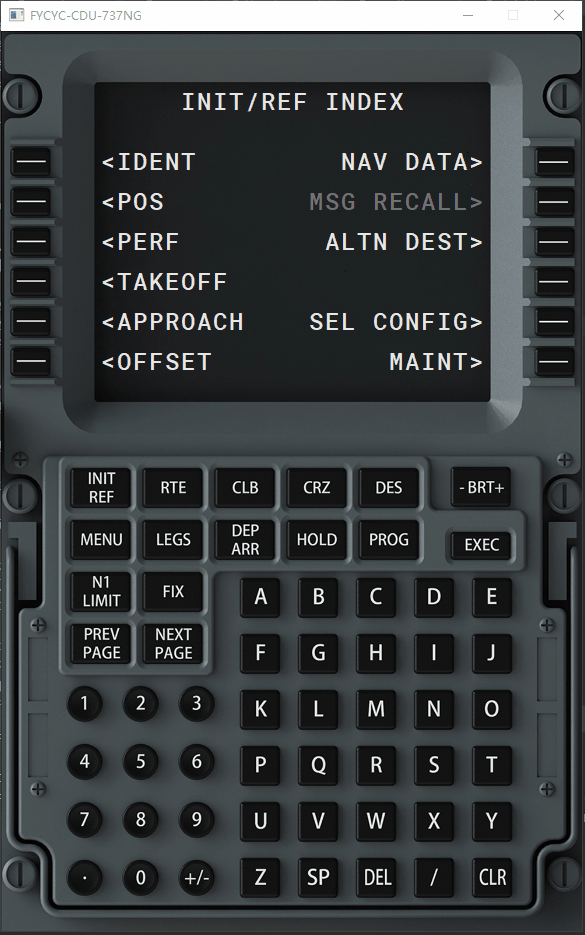 FYCYC-CDU-737NG
INIT/REF INDEX
<IDENT NAV DATA>
<POS MSG RECALL>
<PERF ALTN DEST>
<TAKEOFF
<APPROACH SEL CONFIG>
<OFFSET MAINT>
INIT REF RTE CLB CRZ DES - BRT+
MENU LEGS DEP ARR HOLD PROG EXEC
N1 LIMIT FIX
A B C D E
PREV PAGE NEXT PAGE
F G H I J
1 2 3
K L M N O
4 5 6
P Q R S T
7 8 9
U V W X Y
. 0 +/-
Z SP DEL / CLR